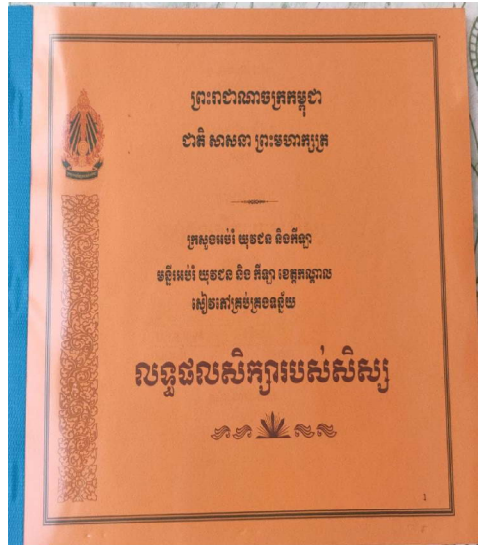 ព្រះរាជាណាចក្រកម្ពុជា
ជាតិ សាសនា ព្រះមហាក្សត្រ
ក្រសួងអប់រំ យុវជន និងកីឡា
មន្ទីរអប់រំ យុវជន និង កីឡា ខេត្តកណ្តាល
សៀវភៅគ្រប់គ្រងទន្ន័យ
លទ្ធផលសិក្សារបស់សិស្ស